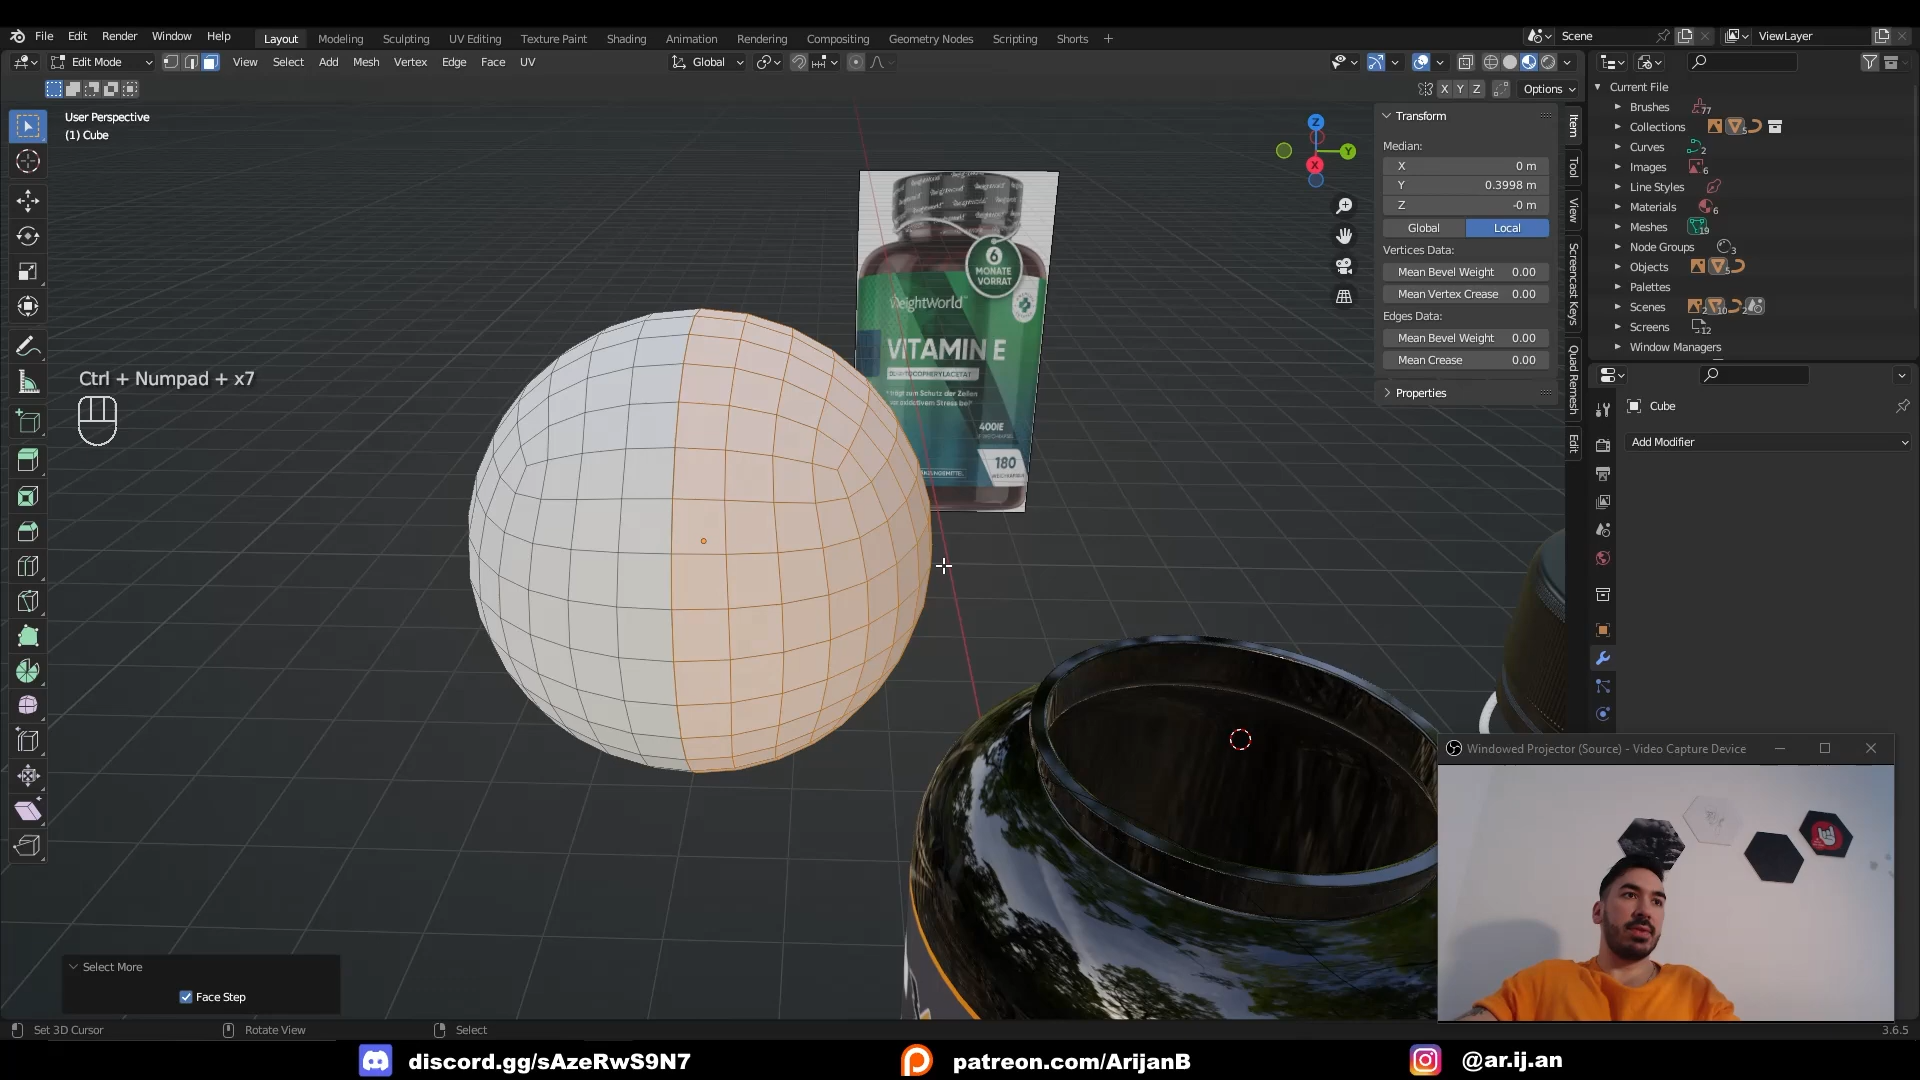 File Edit Render Window Help Layout Modeling Sculpting UV Editing Texture Paint Shading Animation Rendering Compositing Geometry Nodes Scripting Shorts + Scene ViewLayer
Edit Mode View Select Add Mesh Vertex Edge Face UV Global
X Y Z Options
User Perspective
(1) Cube
Ctrl + Numpad + x7
Z
Y
X
Transform
Median:
X 0 m
Y 0.3998 m
Z -0 m
Global Local
Vertices Data:
Mean Bevel Weight 0.00
Mean Vertex Crease 0.00
Edges Data:
Mean Bevel Weight 0.00
Mean Crease 0.00
Properties
Item
Tool
View
Screencast Keys
Quad Remesh
Edit
Current File
Brushes 77
Collections 5
Curves 2
Images 6
Line Styles
Materials 6
Meshes 19
Node Groups 3
Objects 5
Palettes
Scenes 2 10 2
Screens 12
Window Managers
Cube
Add Modifier
6
MONATE
VORRAT
WeightWorld
VITAMIN E
400IE
180
Windowed Projector (Source) - Video Capture Device
Select More
Face Step
Set 3D Cursor Rotate View Select 3.6.5
discord.gg/sAzeRwS9N7 patreon.com/ArijanB @ar.ij.an